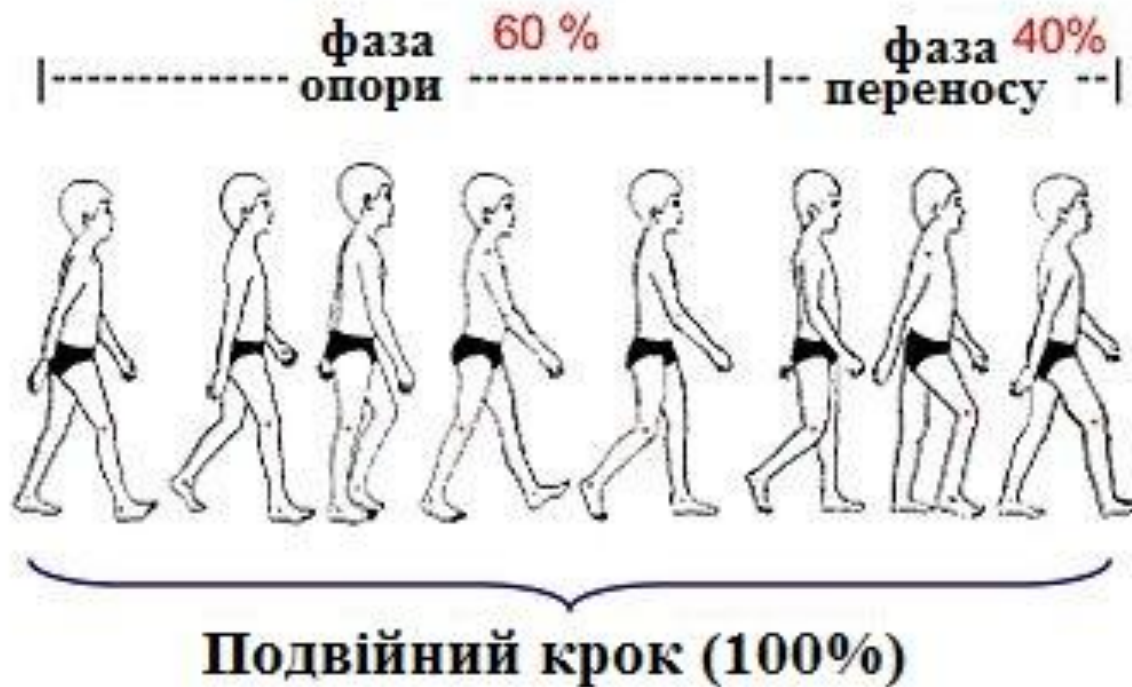 фаза 60 %
опори
фаза 40%
переносу
Подвійний крок (100%)